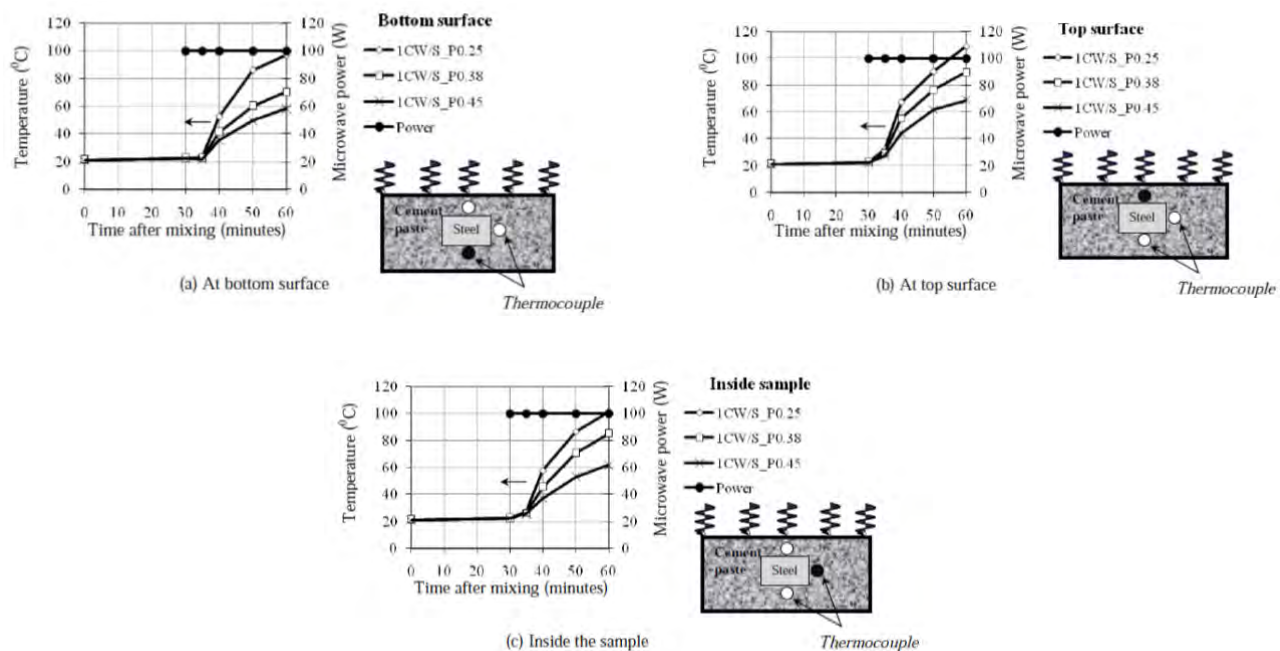 Bottom surface
1CW/S_P0.25
1CW/S_P0.38
1CW/S_P0.45
Power
Temperature (⁰C)
120
100
80
60
40
20
0
120
100
80
60
40
20
0
Microwave power (W)
0 10 20 30 40 50 60
Time after mixing (minutes)
Cement
paste
Steel
Thermocouple
(a) At bottom surface
Top surface
1CW/S_P0.25
1CW/S_P0.38
1CW/S_P0.45
Power
Temperature (⁰C)
120
100
80
60
40
20
0
120
100
80
60
40
20
0
Microwave power (W)
0 10 20 30 40 50 60
Time after mixing (minutes)
Cement
paste
Steel
Thermocouple
(b) At top surface
Inside sample
1CW/S_P0.25
1CW/S_P0.38
1CW/S_P0.45
Power
Temperature (⁰C)
120
100
80
60
40
20
0
120
100
80
60
40
20
0
Microwave power (W)
0 10 20 30 40 50 60
Time after mixing (minutes)
Cement
paste
Steel
Thermocouple
(c) Inside the sample